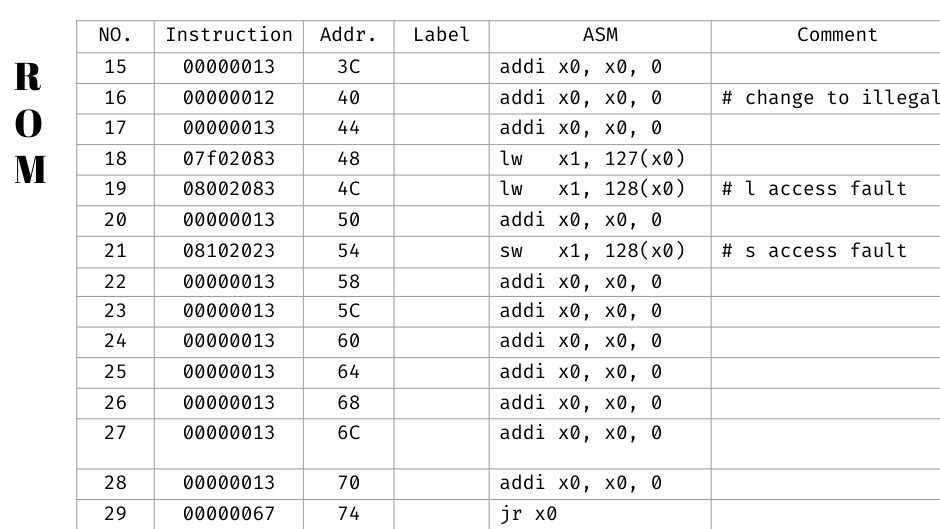 ROM
NO. Instruction Addr. Label ASM Comment
15 00000013 3C addi x0, x0, 0
16 00000012 40 addi x0, x0, 0 # change to illegal
17 00000013 44 addi x0, x0, 0
18 07f02083 48 lw x1, 127(x0)
19 08002083 4C lw x1, 128(x0) # l access fault
20 00000013 50 addi x0, x0, 0
21 08102023 54 sw x1, 128(x0) # s access fault
22 00000013 58 addi x0, x0, 0
23 00000013 5C addi x0, x0, 0
24 00000013 60 addi x0, x0, 0
25 00000013 64 addi x0, x0, 0
26 00000013 68 addi x0, x0, 0
27 00000013 6C addi x0, x0, 0
28 00000013 70 addi x0, x0, 0
29 00000067 74 jr x0